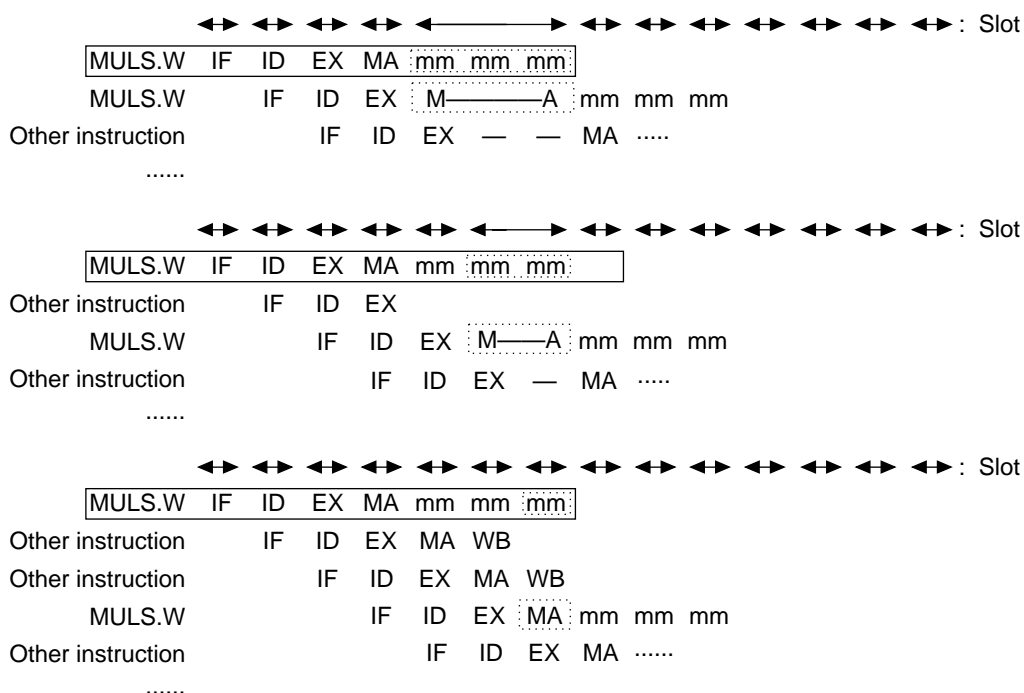 : Slot
MULS.W IF ID EX MA mm mm mm
MULS.W IF ID EX M———A mm mm mm
Other instruction IF ID EX — — MA ·····
······
: Slot
MULS.W IF ID EX MA mm mm mm
Other instruction IF ID EX
MULS.W IF ID EX M——A mm mm mm
Other instruction IF ID EX — MA ·····
······
: Slot
MULS.W IF ID EX MA mm mm mm
Other instruction IF ID EX MA WB
Other instruction IF ID EX MA WB
MULS.W IF ID EX MA mm mm mm
Other instruction IF ID EX MA ······
······